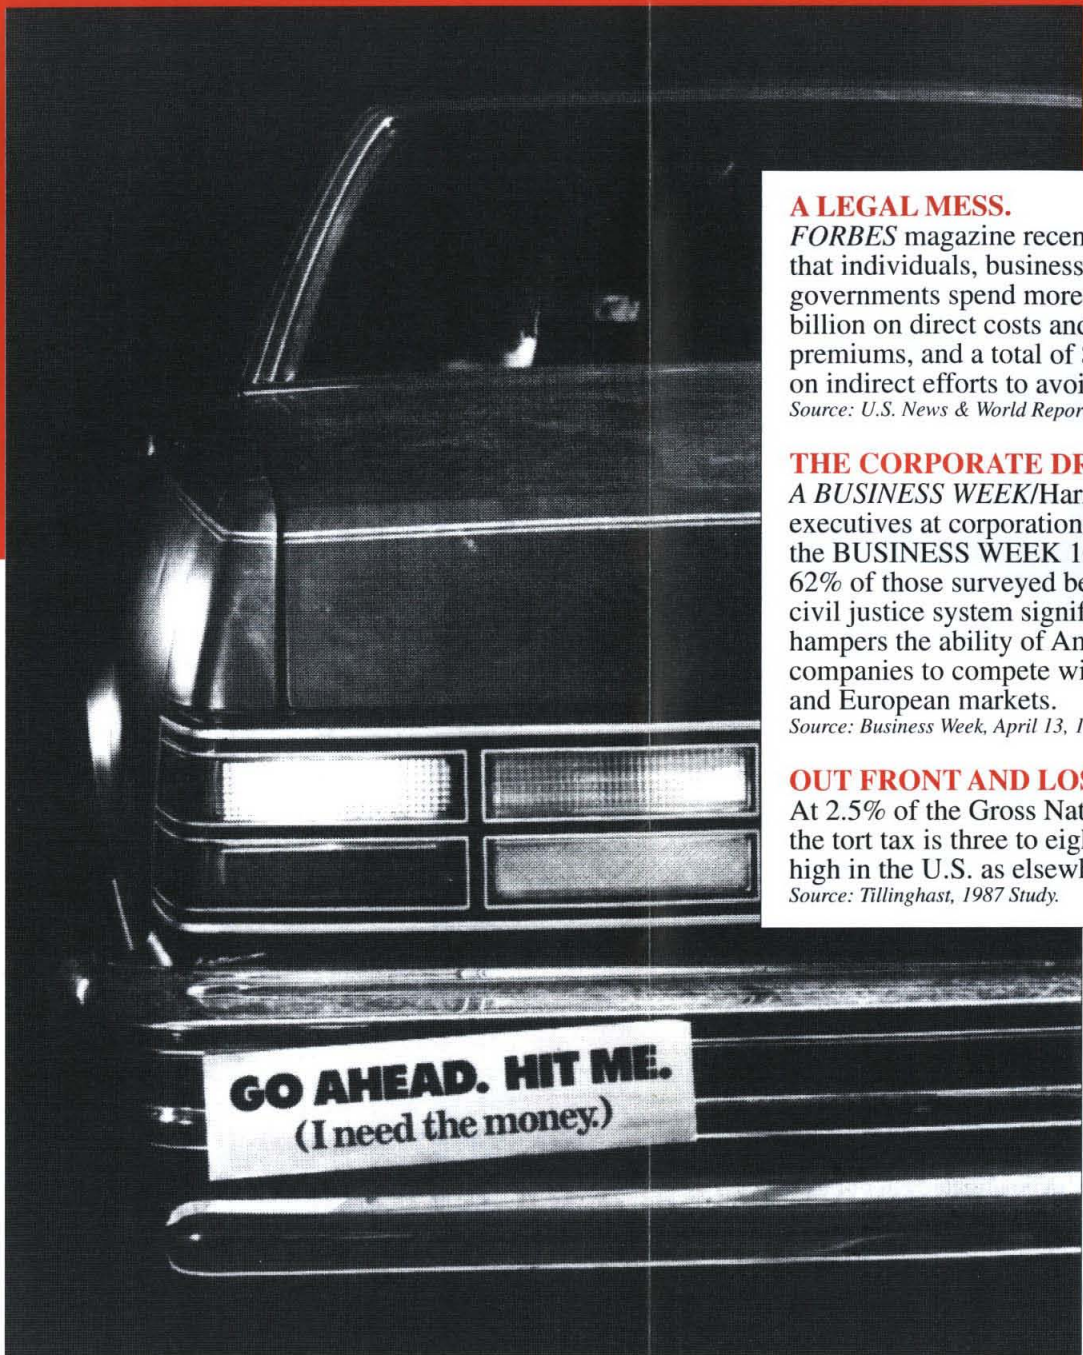 A LEGAL MESS.
FORBES magazine recen
that individuals, business
governments spend more
billion on direct costs and
premiums, and a total of
on indirect efforts to avoi
Source: U.S. News & World Repor
THE CORPORATE DR
A BUSINESS WEEK/Har
executives at corporation
the BUSINESS WEEK 1
62% of those surveyed be
civil justice system signif
hampers the ability of An
companies to compete wi
and European markets.
Source: Business Week, April 13, 1
OUT FRONT AND LOS
At 2.5% of the Gross Nat
the tort tax is three to eigh
high in the U.S. as elsewh
Source: Tillinghast, 1987 Study.
GO AHEAD. HIT ME.
(I need the money.)